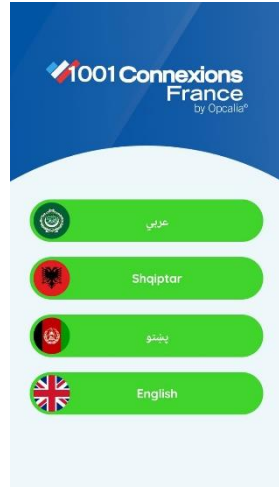 1001 Connexions
France
by Opcalia®
عربي
Shqiptar
پښتو
English